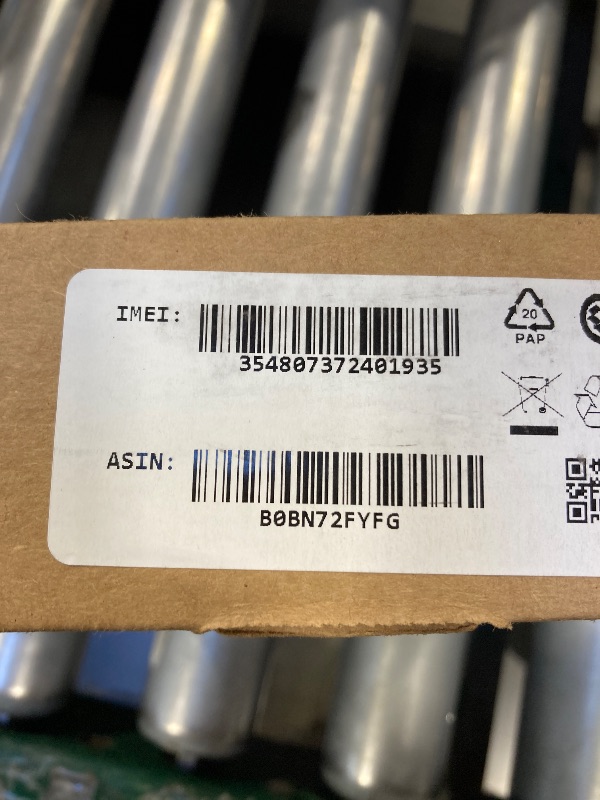 IMEI:
354807372401935
20
PAP
ASIN:
B0BN72FYFG